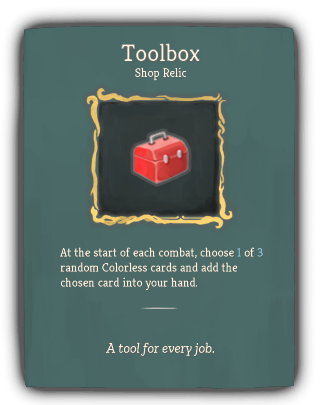 Toolbox
Shop Relic
At the start of each combat, choose 1 of 3
random Colorless cards and add the
chosen card into your hand.
A tool for every job.